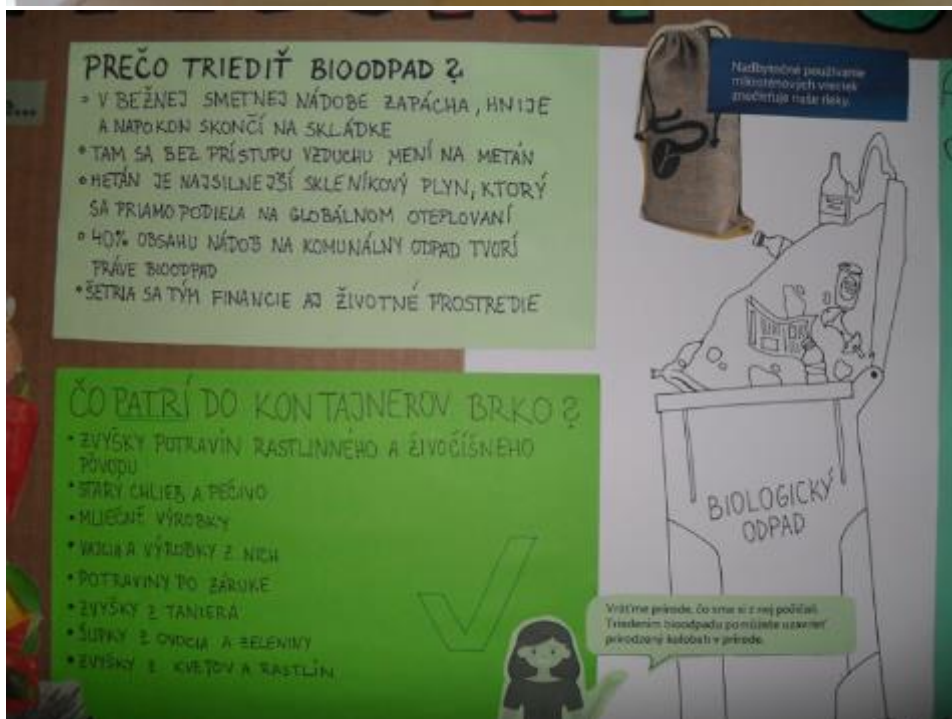 PREČO TRIEDIŤ BIOODPAD?
V BEŽNEJ SMETNEJ NÁDOBE ZAPÁCHA, HNIJE
A NAPOKON SKONČÍ NA SKLÁDKE
TAM SA BEZ PRÍSTUPU VZDUCHU MENÍ NA METÁN
METÁN JE NAJSILNEJŠÍ SKLENÍKOVÝ PLYN, KTORÝ
SA PRIAMO PODIELA NA GLOBÁLNOM OTEPLOVANÍ
40% OBSAHU NÁDOB NA KOMUNÁLNY ODPAD TVORÍ
PRÁVE BIOODPAD
ŠETRIA SA TÝM FINANCIE AJ ŽIVOTNÉ PROSTREDIE
Nadbytočné používanie
mikroténových vreciek
znečisťuje naše rieky.
ČO PATRÍ DO KONTAJNEROV BRKO?
ZVYŠKY POTRAVÍN RASTLINNÉHO A ŽIVOČÍŠNEHO
PÔVODU
STARÝ CHLIEB A PEČIVO
MLIEČNE VÝROBKY
VAJCIA A VÝROBKY Z NICH
POTRAVINY PO ZÁRUKE
ZVYŠKY Z TANIERA
ŠUPKY Z OVOCIA A ZELENINY
ZVYŠKY Z KVETOV A RASTLÍN
BIOLOGICKÝ
ODPAD
Vráťme prírode, čo sme si z nej požičali.
Triedením bioodpadu pomôžete uzavrieť
prirodzený kolobeh v prírode.